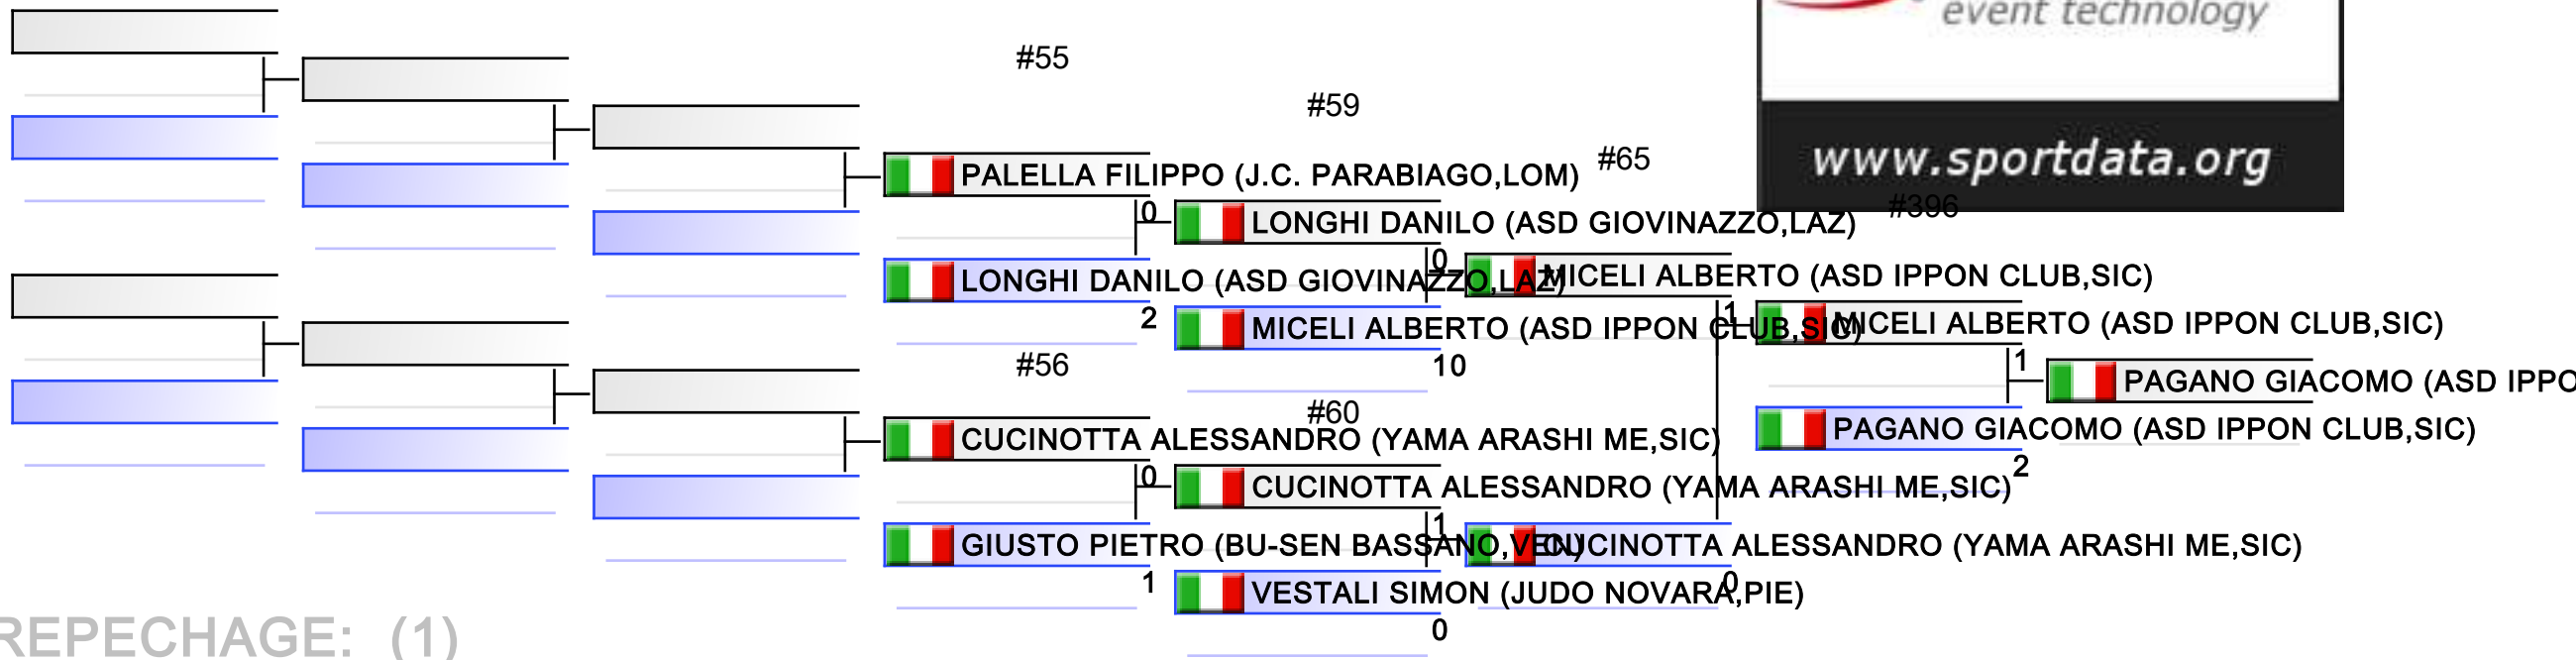 event technology
#55
#59
#65
www.sportdata.org
PALELLA FILIPPO (J.C. PARABIAGO,LOM)
#396
0
LONGHI DANILO (ASD GIOVINAZZO,LAZ)
0
LONGHI DANILO (ASD GIOVINAZZO,LAZ)
MICELI ALBERTO (ASD IPPON CLUB,SIC)
2
MICELI ALBERTO (ASD IPPON CLUB,SIC)
1
MICELI ALBERTO (ASD IPPON CLUB,SIC)
#56
10
1
PAGANO GIACOMO (ASD IPPO
#60
CUCINOTTA ALESSANDRO (YAMA ARASHI ME,SIC)
PAGANO GIACOMO (ASD IPPON CLUB,SIC)
0
CUCINOTTA ALESSANDRO (YAMA ARASHI ME,SIC)
2
1
GIUSTO PIETRO (BU-SEN BASSANO,VEN)
CUCINOTTA ALESSANDRO (YAMA ARASHI ME,SIC)
1
VESTALI SIMON (JUDO NOVARA,PIE)
0
0
REPECHAGE: (1)